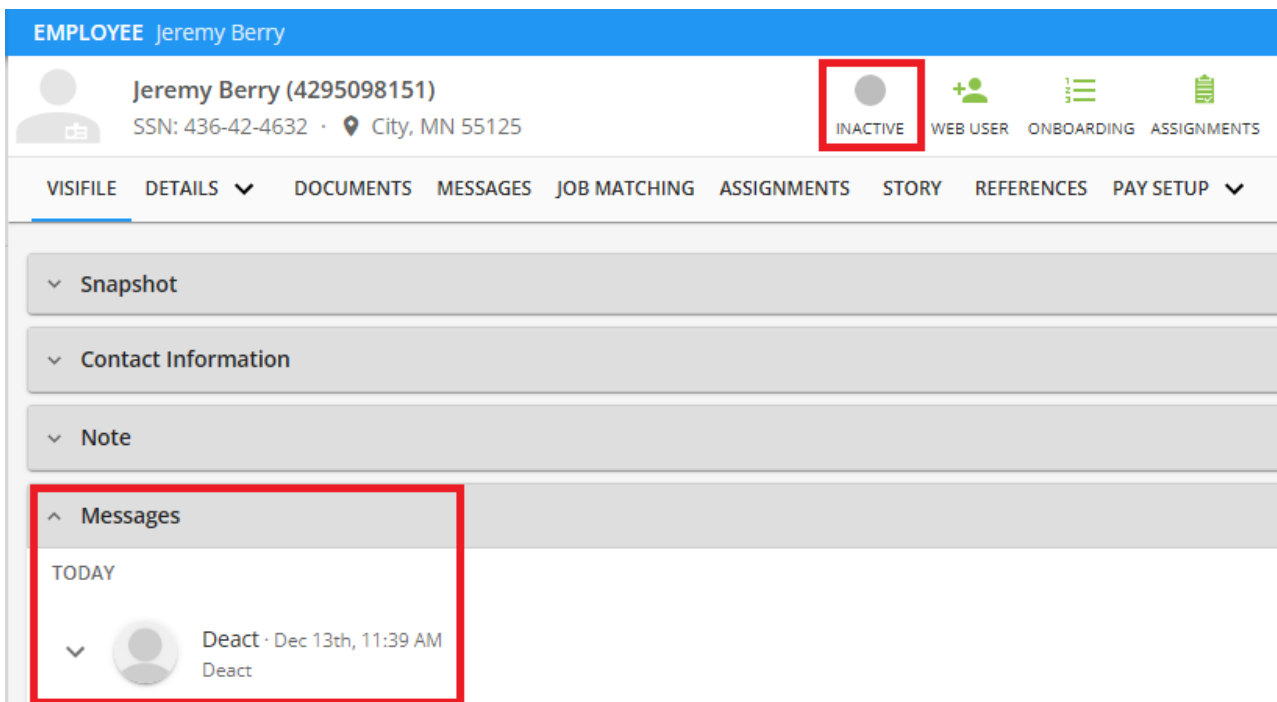 EMPLOYEE Jeremy Berry
Jeremy Berry (4295098151)
SSN: 436-42-4632 · City, MN 55125
INACTIVE WEB USER ONBOARDING ASSIGNMENTS
VISIFILE DETAILS DOCUMENTS MESSAGES JOB MATCHING ASSIGNMENTS STORY REFERENCES PAY SETUP
Snapshot
Contact Information
Note
Messages
TODAY
Deact · Dec 13th, 11:39 AM
Deact